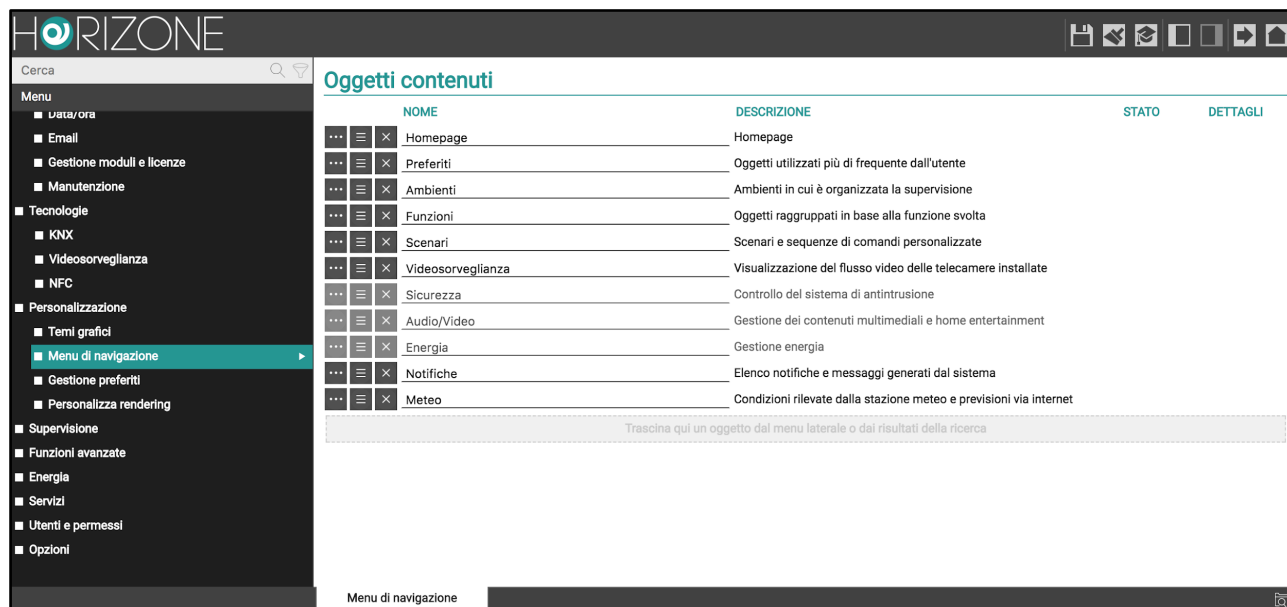 HORIZONE
Cerca
Menu
Data/ora
Email
Gestione moduli e licenze
Manutenzione
Tecnologie
KNX
Videosorveglianza
NFC
Personalizzazione
Temi grafici
Menu di navigazione
Gestione preferiti
Personalizza rendering
Supervisione
Funzioni avanzate
Energia
Servizi
Utenti e permessi
Opzioni
Oggetti contenuti
NOME DESCRIZIONE STATO DETTAGLI
Homepage Homepage
Preferiti Oggetti utilizzati più di frequente dall'utente
Ambienti Ambienti in cui è organizzata la supervisione
Funzioni Oggetti raggruppati in base alla funzione svolta
Scenari Scenari e sequenze di comandi personalizzate
Videosorveglianza Visualizzazione del flusso video delle telecamere installate
Sicurezza Controllo del sistema di antintrusione
Audio/Video Gestione dei contenuti multimediali e home entertainment
Energia Gestione energia
Notifiche Elenco notifiche e messaggi generati dal sistema
Meteo Condizioni rilevate dalla stazione meteo e previsioni via internet
Trascina qui un oggetto dal menu laterale o dai risultati della ricerca
Menu di navigazione